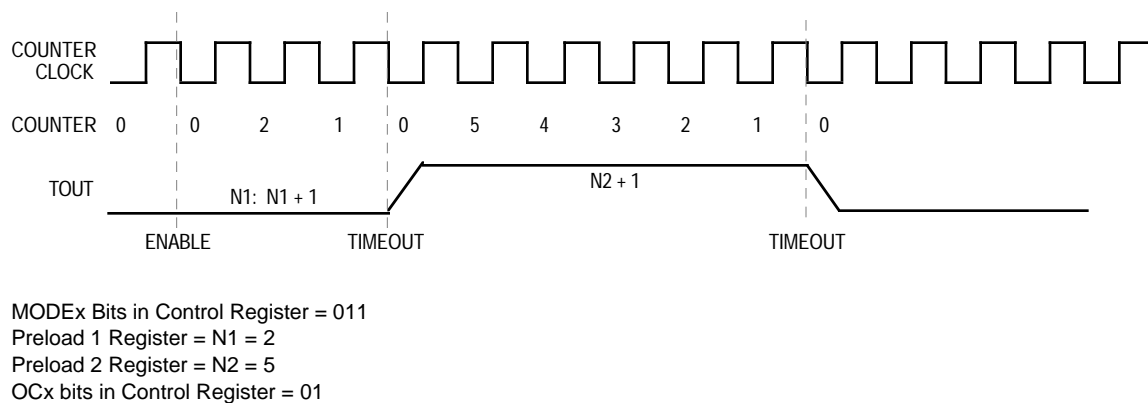 COUNTER
CLOCK
COUNTER 0 0 2 1 0 5 4 3 2 1 0
TOUT
N1: N1 + 1
N2 + 1
ENABLE TIMEOUT TIMEOUT
MODEx Bits in Control Register = 011
Preload 1 Register = N1 = 2
Preload 2 Register = N2 = 5
OCx bits in Control Register = 01